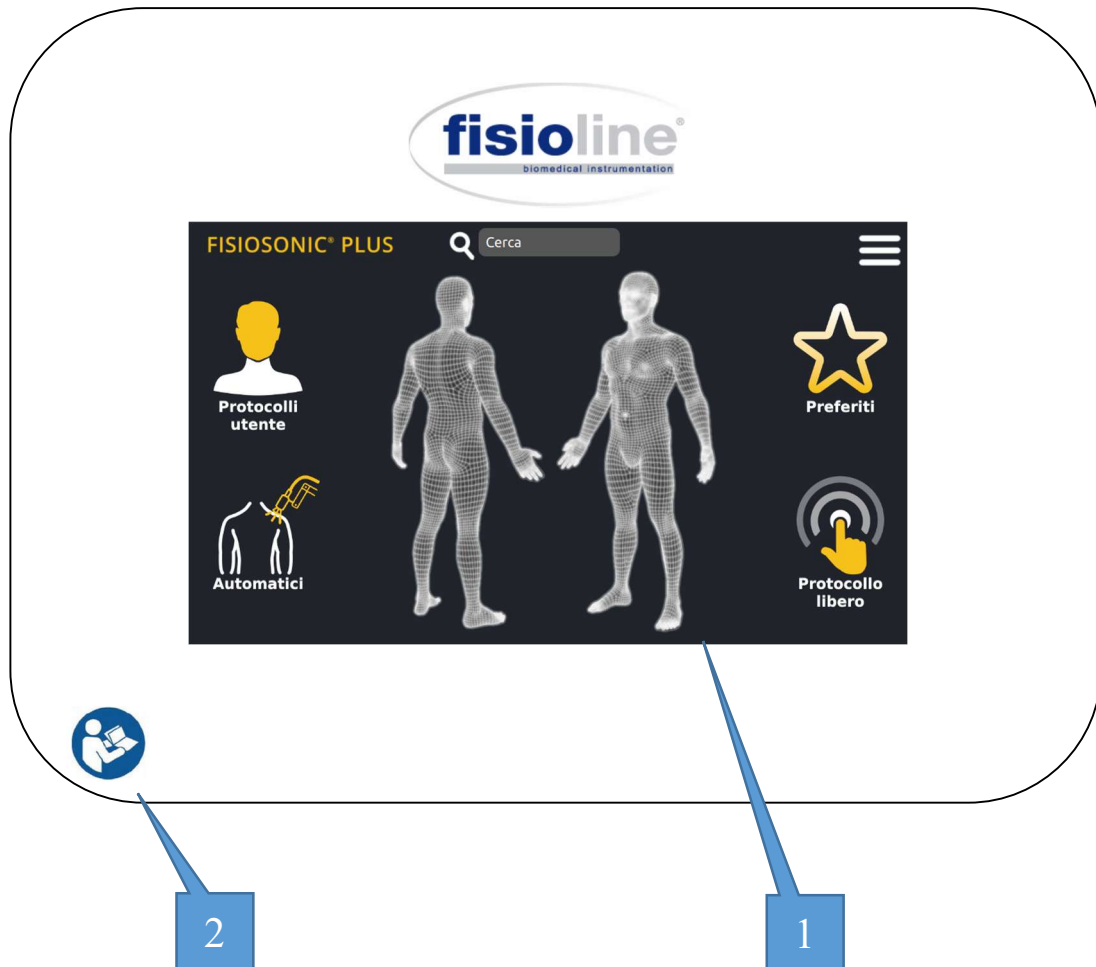 fisioline®
biomedical instrumentation
FISIOSONIC® PLUS
Cerca
Protocolli
utente
Preferiti
Automatici
Protocollo
libero
2
1